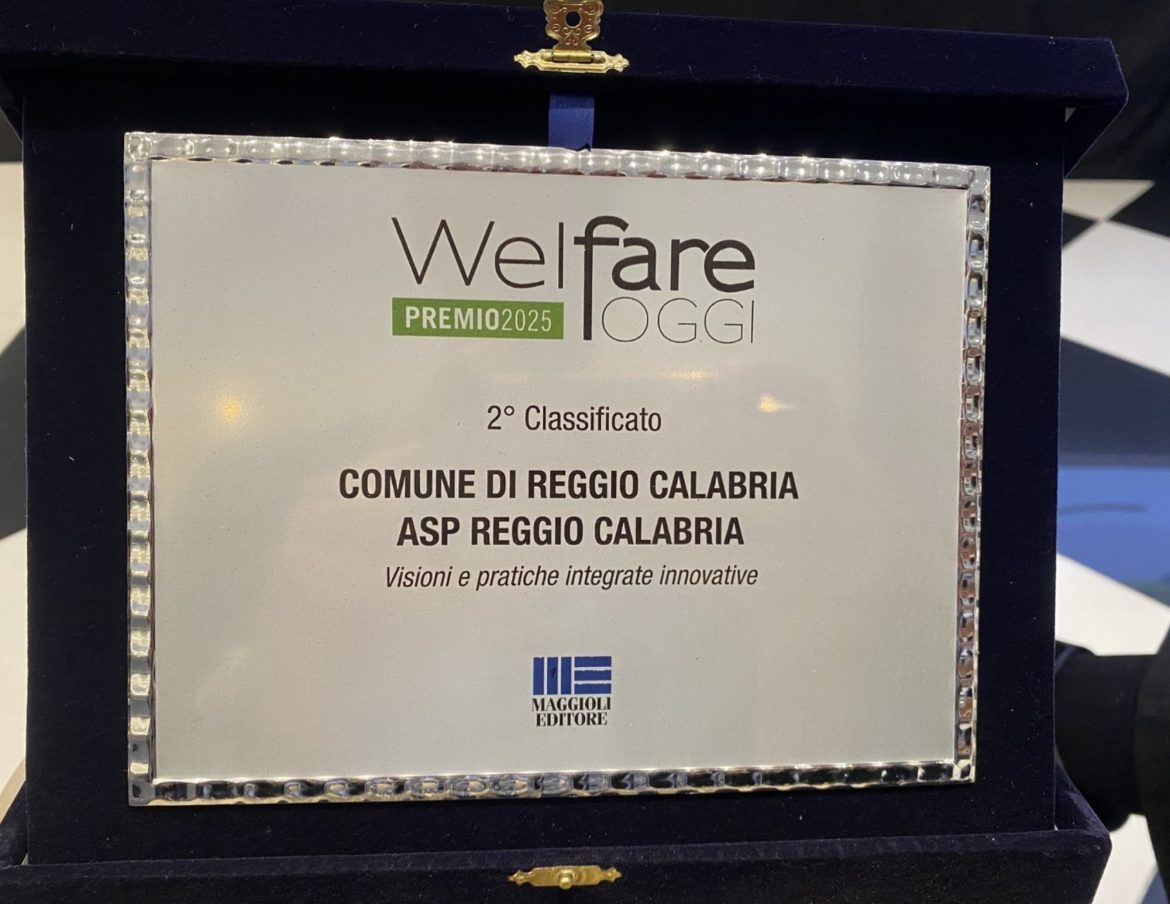 Welfare
PREMIO2025 OGGI
2° Classificato
COMUNE DI REGGIO CALABRIA
ASP REGGIO CALABRIA
Visioni e pratiche integrate innovative
MAGGIOLI
EDITORE